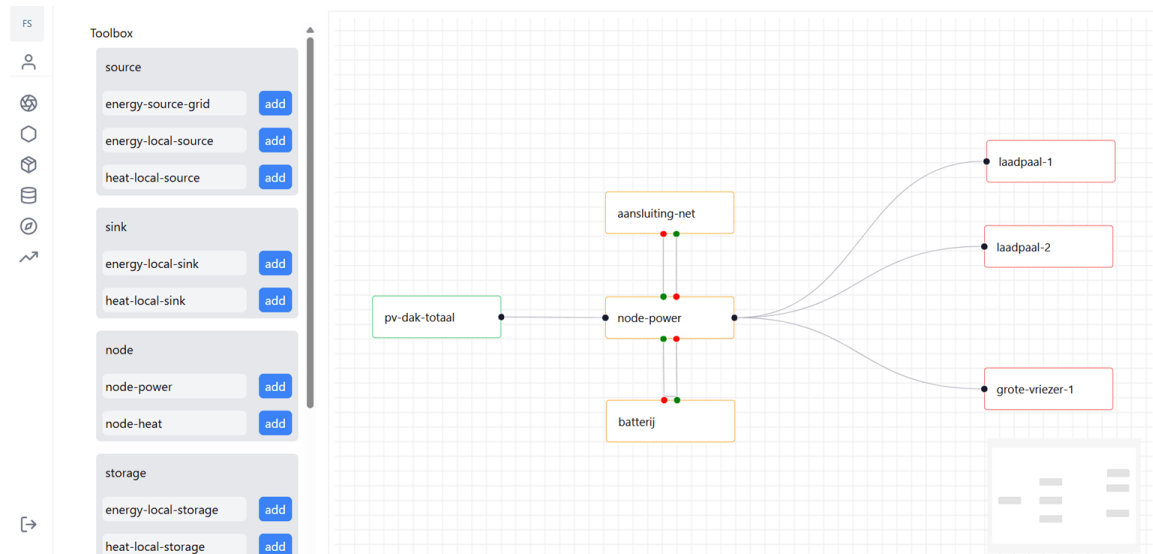 FS
Toolbox
source
energy-source-grid add
energy-local-source add
heat-local-source add
sink
energy-local-sink add
heat-local-sink add
node
node-power add
node-heat add
storage
energy-local-storage add
heat-local-storage add
laadpaal-1
aansluiting-net
laadpaal-2
pv-dak-totaal
node-power
grote-vriezer-1
batterij